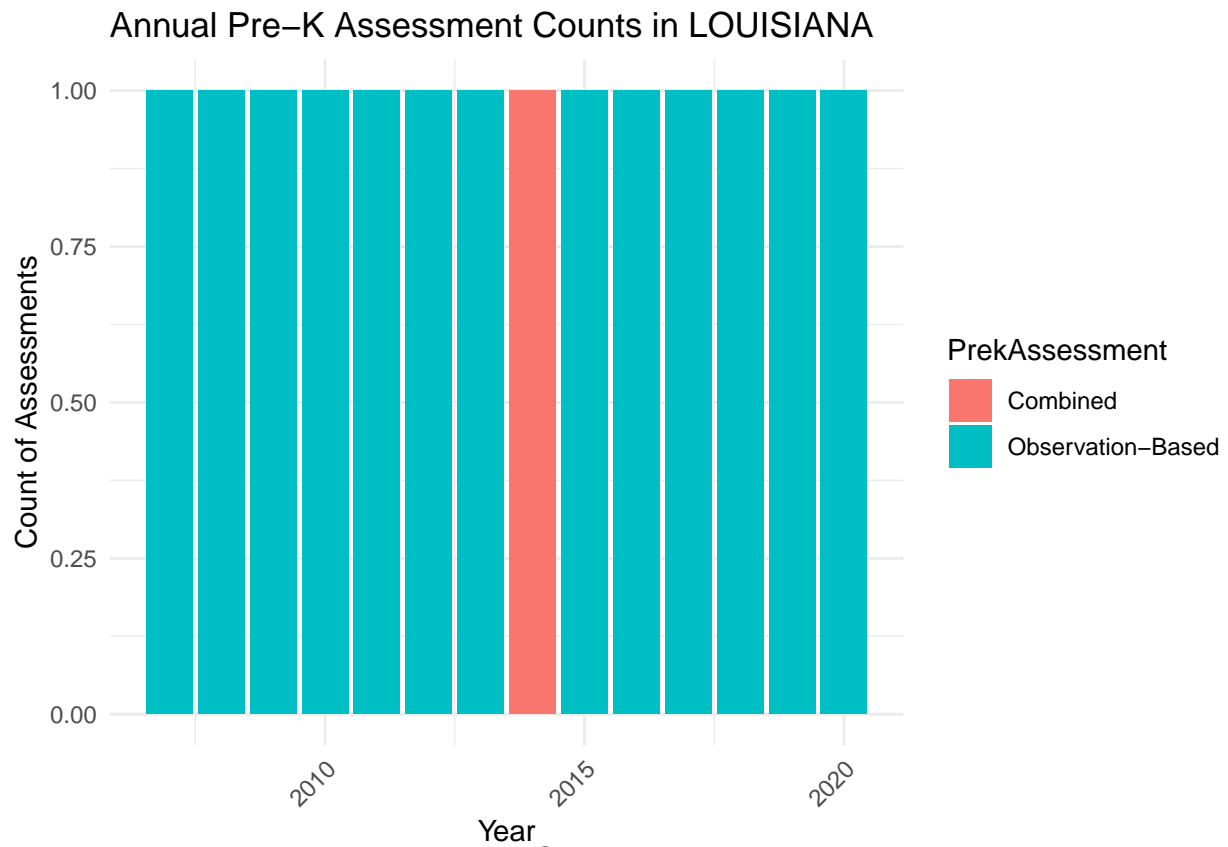 Annual Pre−K Assessment Counts in LOUISIANA
1.00
0.75
0.50
0.25
0.00
Count of Assessments
2010
2015
2020
Year
PrekAssessment
Combined
Observation−Based